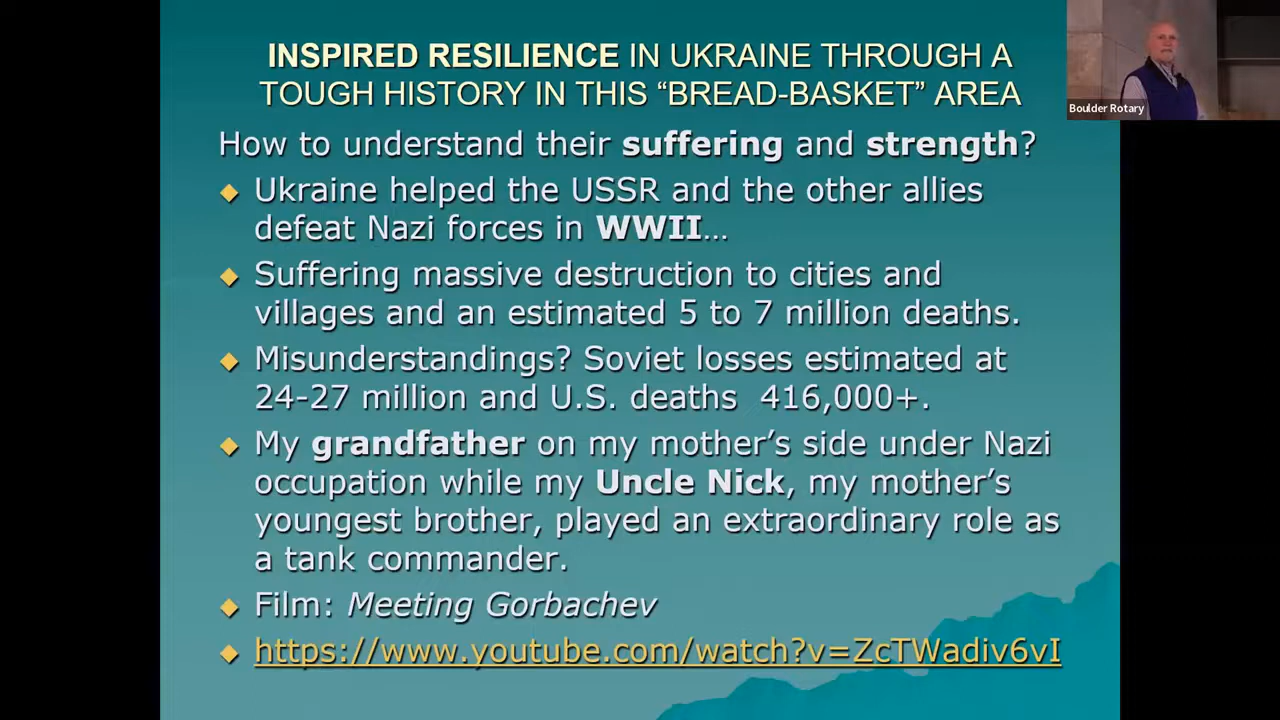 INSPIRED RESILIENCE IN UKRAINE THROUGH A
TOUGH HISTORY IN THIS “BREAD-BASKET” AREA
Boulder Rotary
How to understand their suffering and strength?
Ukraine helped the USSR and the other allies
defeat Nazi forces in WWII…
Suffering massive destruction to cities and
villages and an estimated 5 to 7 million deaths.
Misunderstandings? Soviet losses estimated at
24-27 million and U.S. deaths 416,000+.
My grandfather on my mother’s side under Nazi
occupation while my Uncle Nick, my mother’s
youngest brother, played an extraordinary role as
a tank commander.
Film: Meeting Gorbachev
https://www.youtube.com/watch?v=ZcTWadiv6vI